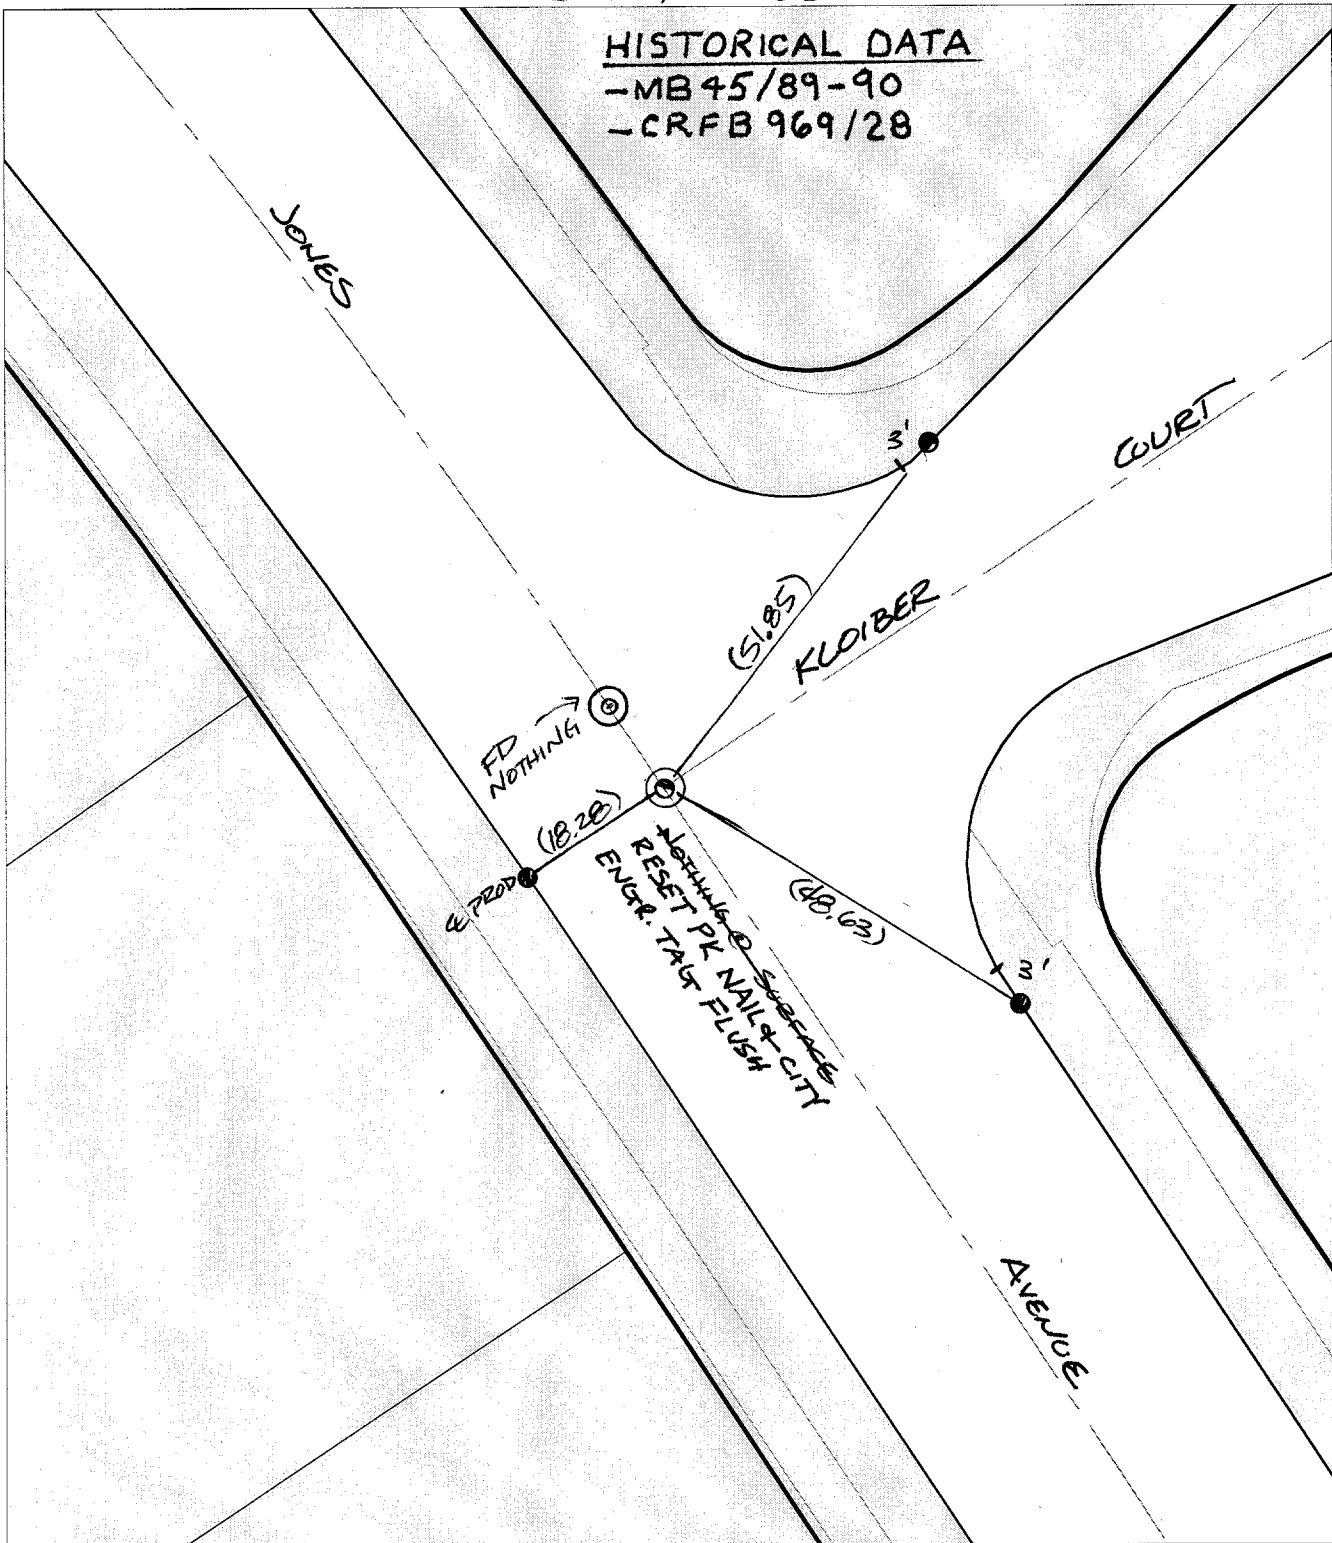 HISTORICAL DATA
-MB 45/89-90
-CRFB 969/28
JONES
COURT
3'
(51.85)
KLOIBER
FD
NOTHING
(18.28)
℄ PROD
NOTHING @ SURFACE
RESET PK NAIL & CITY
ENGR. TAG FLUSH
(48.63)
3'
AVENUE